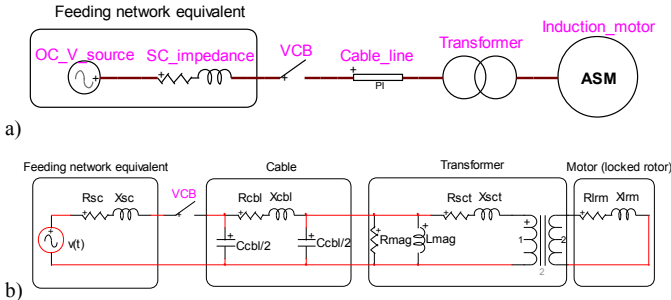 Feeding network equivalent
OC_V_source
SC_impedance
VCB
Cable_line
Transformer
Induction_motor
PI
ASM
a)
Feeding network equivalent
Cable
Transformer
Motor (locked rotor)
Rsc Xsc
VCB
Rcbl Xcbl
Rsct Xsct
Rlrm Xlrm
v(t)
Ccbl/2
Ccbl/2
Rmag
Lmag
1
2
2
b)